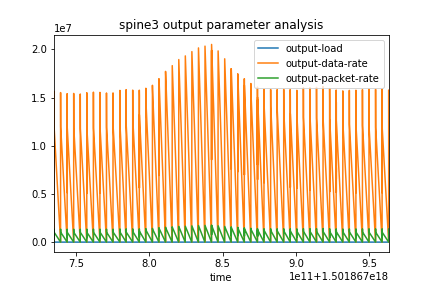 spine3 output parameter analysis
1e7
output-load
output-data-rate
output-packet-rate
2.0
1.5
1.0
0.5
0.0
7.5
8.0
8.5
9.0
9.5
time
1e11+1.501867e18